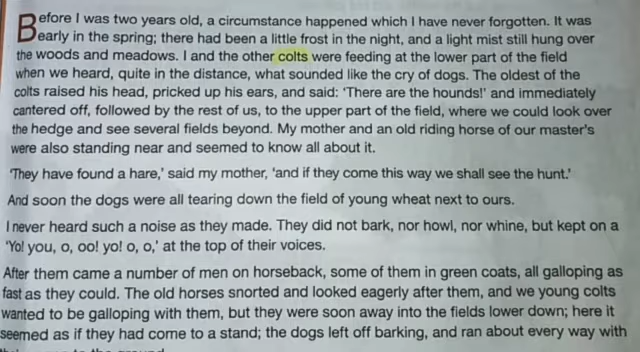 Before I was two years old, a circumstance happened which I have never forgotten. It was
early in the spring; there had been a little frost in the night, and a light mist still hung over
the woods and meadows. I and the other colts were feeding at the lower part of the field
when we heard, quite in the distance, what sounded like the cry of dogs. The oldest of the
colts raised his head, pricked up his ears, and said: 'There are the hounds!' and immediately
cantered off, followed by the rest of us, to the upper part of the field, where we could look over
the hedge and see several fields beyond. My mother and an old riding horse of our master's
were also standing near and seemed to know all about it.
'They have found a hare,' said my mother, 'and if they come this way we shall see the hunt.'
And soon the dogs were all tearing down the field of young wheat next to ours.
I never heard such a noise as they made. They did not bark, nor howl, nor whine, but kept on a
'Yo! you, o, oo! yo! o, o,' at the top of their voices.
After them came a number of men on horseback, some of them in green coats, all galloping as
fast as they could. The old horses snorted and looked eagerly after them, and we young colts
wanted to be galloping with them, but they were soon away into the fields lower down; here it
seemed as if they had come to a stand; the dogs left off barking, and ran about every way with